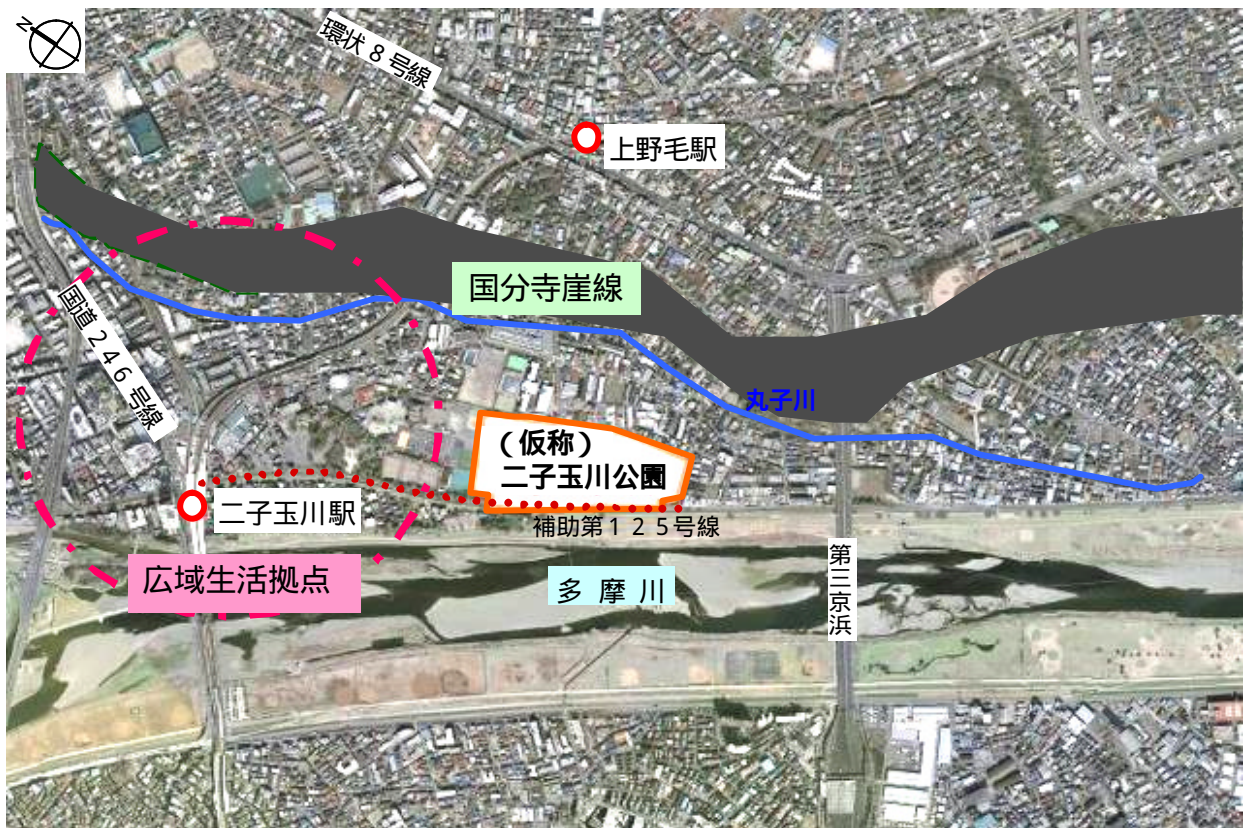 N
環状8号線
上野毛駅
国分寺崖線
国道246号線
丸子川
(仮称)
二子玉川公園
二子玉川駅
補助第125号線
広域生活拠点
多摩川
第三京浜